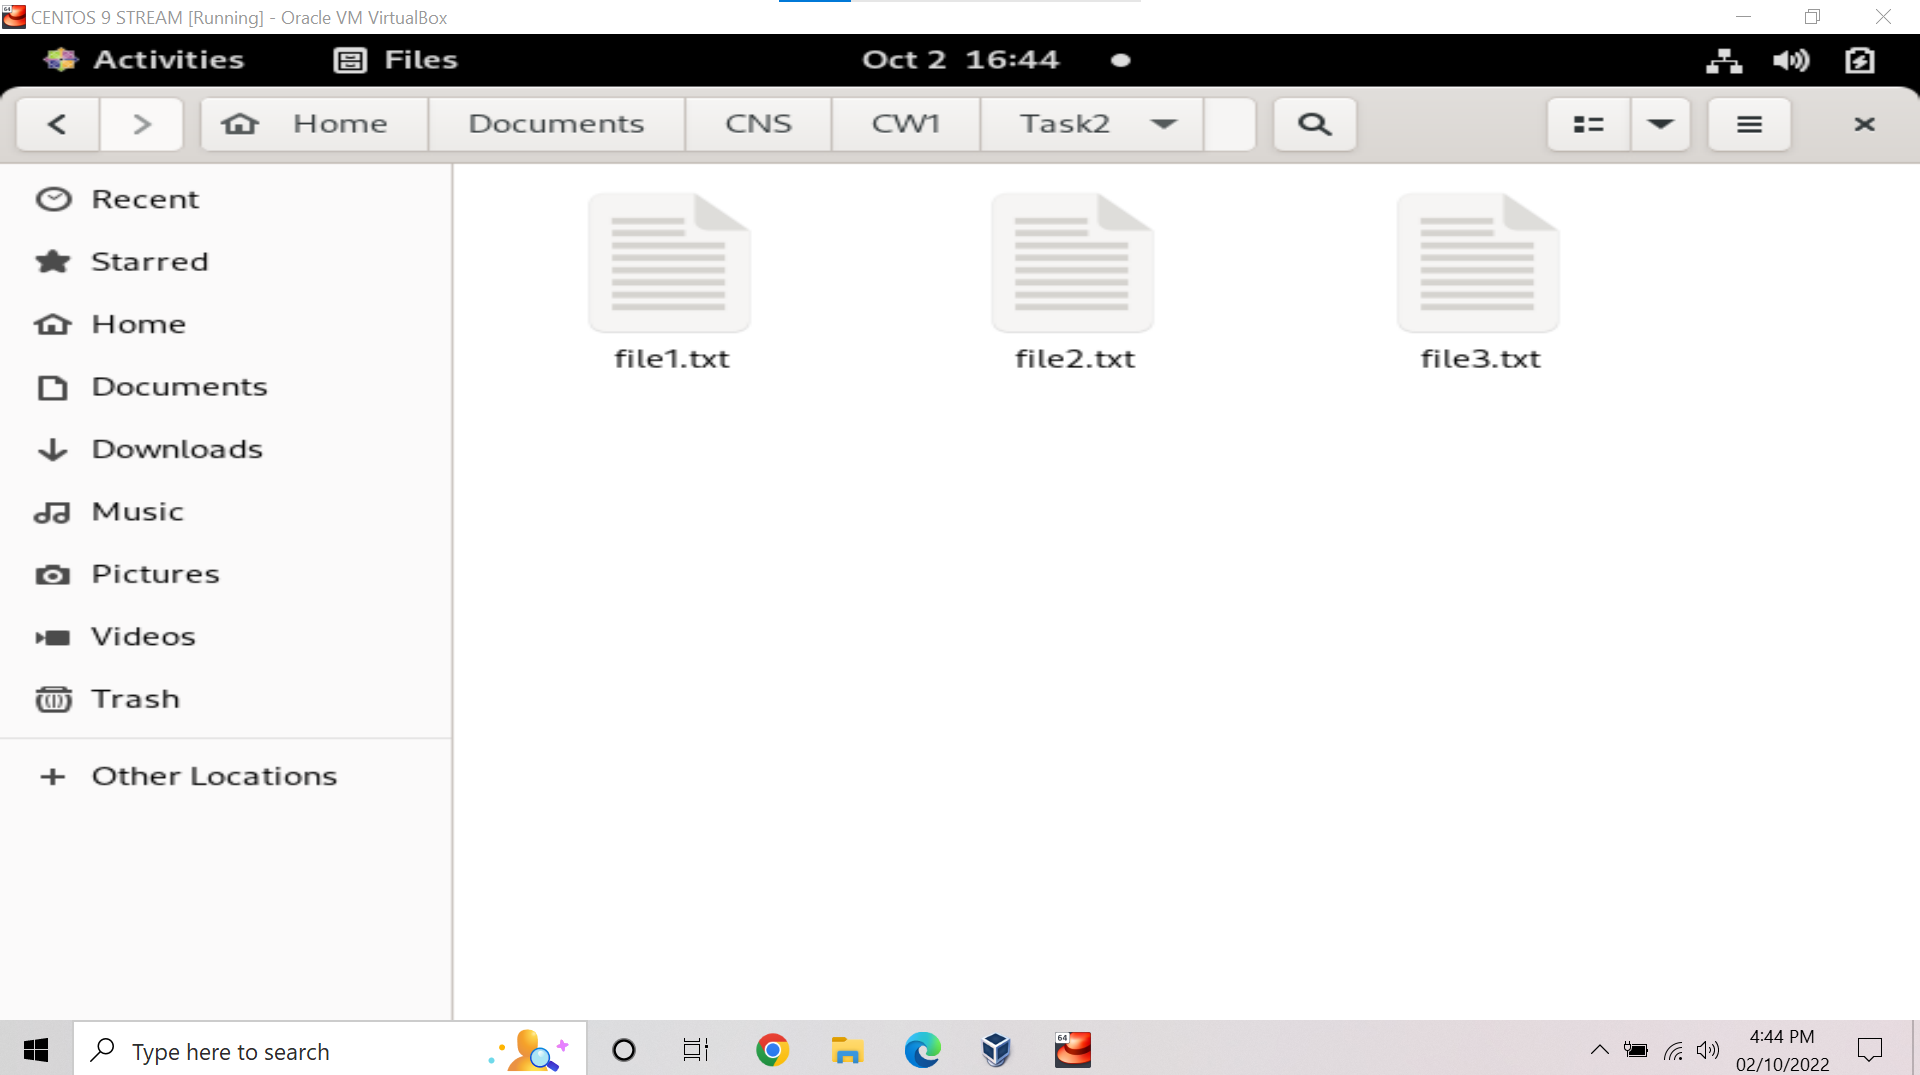 CENTOS 9 STREAM [Running] - Oracle VM VirtualBox
Activities Files Oct 2 16:44
Home Documents CNS CW1 Task2
Recent
Starred
Home
Documents
Downloads
Music
Pictures
Videos
Trash
Other Locations
file1.txt file2.txt file3.txt
Type here to search
64
4:44 PM
02/10/2022